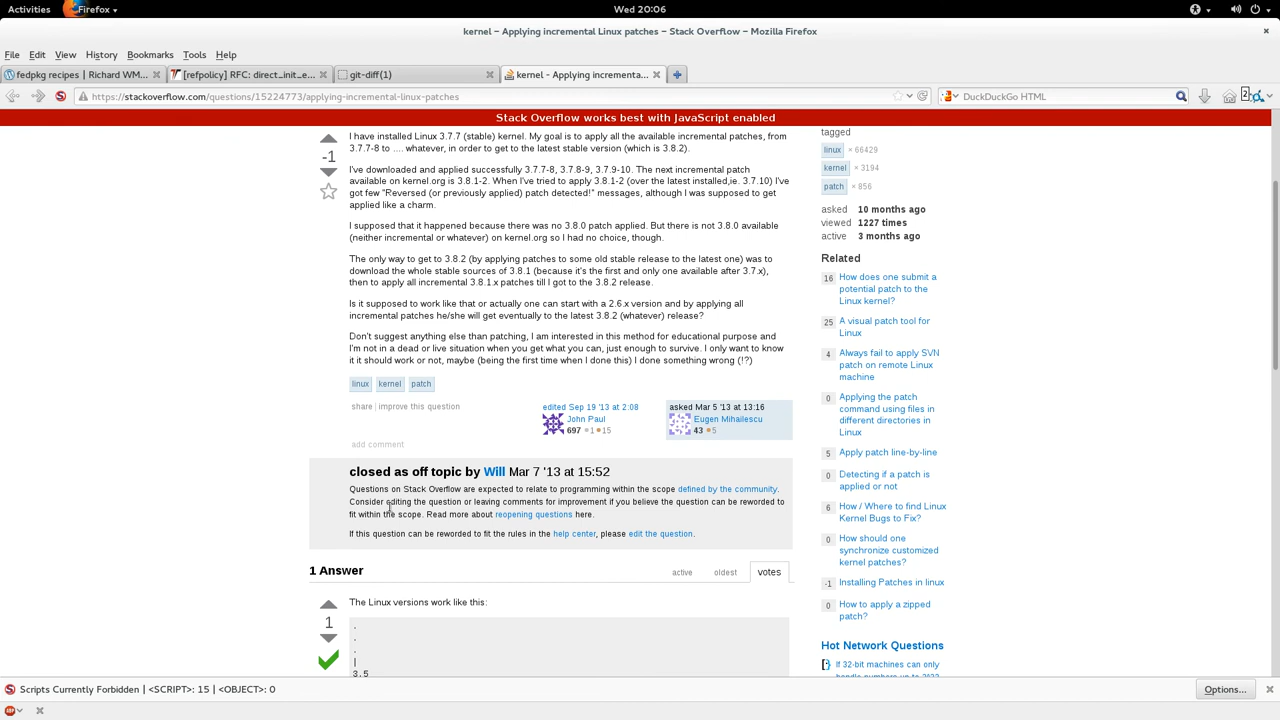 Activities Firefox Wed 20:06
kernel – Applying incremental Linux patches – Stack Overflow – Mozilla Firefox
File Edit View History Bookmarks Tools Help
fedpkg recipes | Richard WM... [refpolicy] RFC: direct_init_e... git-diff(1) kernel - Applying incrementa...
https://stackoverflow.com/questions/15224773/applying-incremental-linux-patches DuckDuckGo HTML 2
Stack Overflow works best with JavaScript enabled
-1
I have installed Linux 3.7.7 (stable) kernel. My goal is to apply all the available incremental patches, from
3.7.7-8 to .... whatever, in order to get to the latest stable version (which is 3.8.2).
I've downloaded and applied successfully 3.7.7-8, 3.7.8-9, 3.7.9-10. The next incremental patch
available on kernel.org is 3.8.1-2. When I've tried to apply 3.8.1-2 (over the latest installed,ie. 3.7.10) I've
got few "Reversed (or previously applied) patch detected!" messages, although I was supposed to get
applied like a charm.
I supposed that it happened because there was no 3.8.0 patch applied. But there is not 3.8.0 available
(neither incremental or whatever) on kernel.org so I had no choice, though.
The only way to get to 3.8.2 (by applying patches to some old stable release to the latest one) was to
download the whole stable sources of 3.8.1 (because it's the first and only one available after 3.7.x),
then to apply all incremental 3.8.1.x patches till I got to the 3.8.2 release.
Is it supposed to work like that or actually one can start with a 2.6.x version and by applying all
incremental patches he/she will get eventually to the latest 3.8.2 (whatever) release?
Don't suggest anything else than patching, I am interested in this method for educational purpose and
I'm not in a dead or live situation when you get what you can, just enough to survive. I only want to know
it it should work or not, maybe (being the first time when I done this) I done something wrong (!?)
linux kernel patch
share | improve this question
edited Sep 19 '13 at 2:08
John Paul
697 1 15
asked Mar 5 '13 at 13:16
Eugen Mihailescu
43 5
add comment
closed as off topic by Will Mar 7 '13 at 15:52
Questions on Stack Overflow are expected to relate to programming within the scope defined by the community.
Consider editing the question or leaving comments for improvement if you believe the question can be reworded to
fit within the scope. Read more about reopening questions here.
If this question can be reworded to fit the rules in the help center, please edit the question.
1 Answer
active oldest votes
1
The Linux versions work like this:
.
.
.
|
3.5
tagged
linux × 66429
kernel × 3194
patch × 856
asked 10 months ago
viewed 1227 times
active 3 months ago
Related
16 How does one submit a
potential patch to the
Linux kernel?
25 A visual patch tool for
Linux
4 Always fail to apply SVN
patch on remote Linux
machine
0 Applying the patch
command using files in
different directories in
Linux
5 Apply patch line-by-line
0 Detecting if a patch is
applied or not
6 How / Where to find Linux
Kernel Bugs to Fix?
0 How should one
synchronize customized
kernel patches?
-1 Installing Patches in linux
0 How to apply a zipped
patch?
Hot Network Questions
If 32-bit machines can only
Scripts Currently Forbidden | <SCRIPT>: 15 | <OBJECT>: 0 Options...
ABP